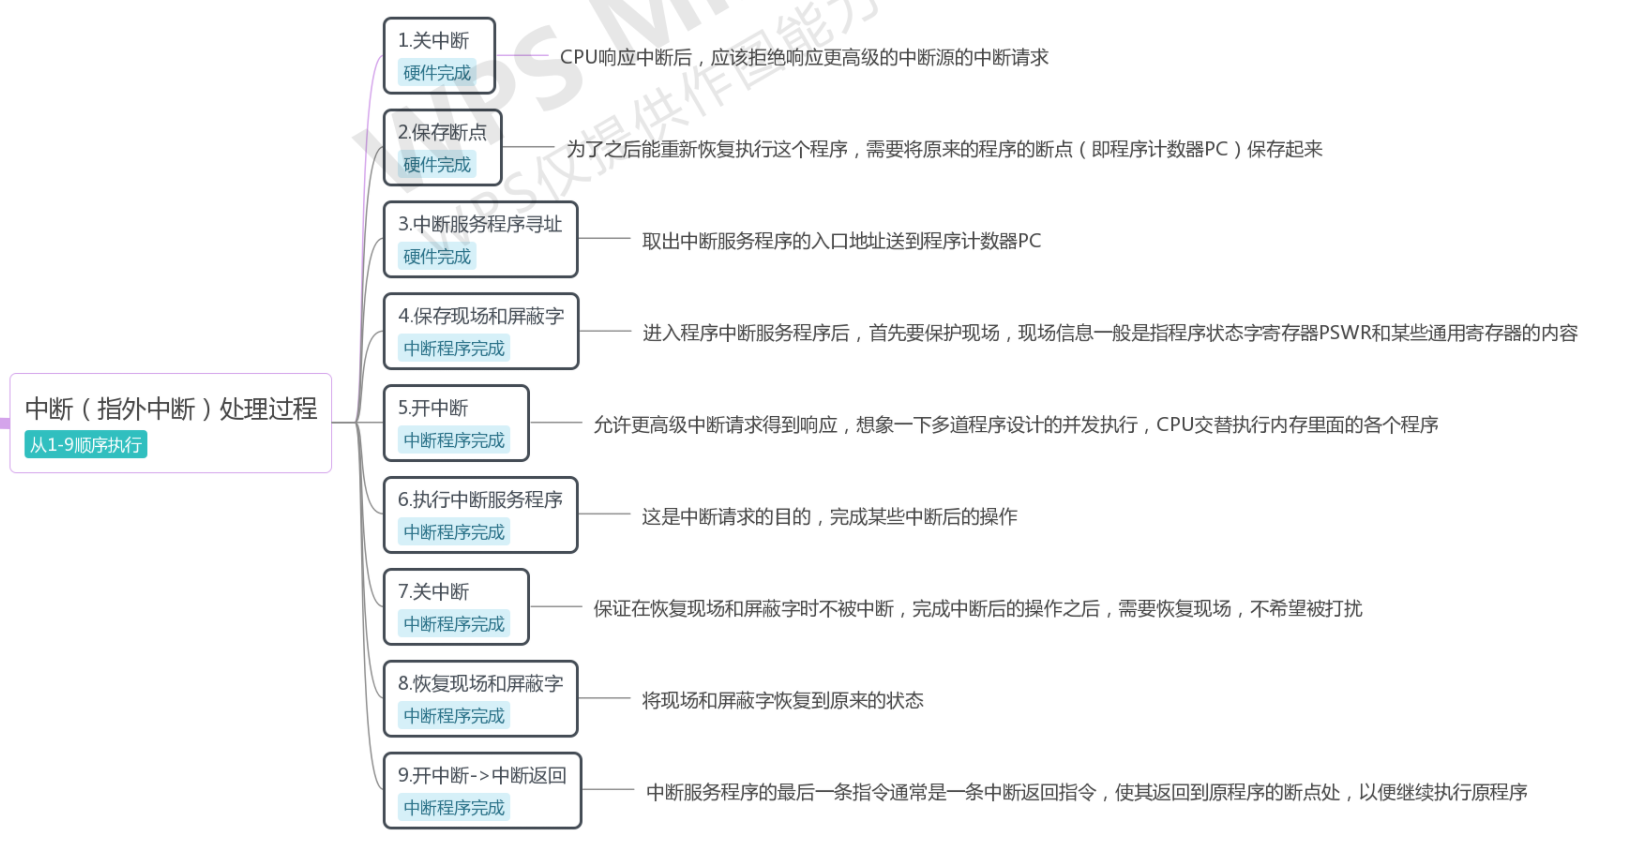 WPS M
WPS仅提供作图能力
中断（指外中断）处理过程
从1-9顺序执行
1.关中断
硬件完成
CPU响应中断后，应该拒绝响应更高级的中断源的中断请求
2.保存断点
硬件完成
为了之后能重新恢复执行这个程序，需要将原来的程序的断点（即程序计数器PC）保存起来
3.中断服务程序寻址
硬件完成
取出中断服务程序的入口地址送到程序计数器PC
4.保存现场和屏蔽字
中断程序完成
进入程序中断服务程序后，首先要保护现场，现场信息一般是指程序状态字寄存器PSWR和某些通用寄存器的内容
5.开中断
中断程序完成
允许更高级中断请求得到响应，想象一下多道程序设计的并发执行，CPU交替执行内存里面的各个程序
6.执行中断服务程序
中断程序完成
这是中断请求的目的，完成某些中断后的操作
7.关中断
中断程序完成
保证在恢复现场和屏蔽字时不被中断，完成中断后的操作之后，需要恢复现场，不希望被打扰
8.恢复现场和屏蔽字
中断程序完成
将现场和屏蔽字恢复到原来的状态
9.开中断->中断返回
中断程序完成
中断服务程序的最后一条指令通常是一条中断返回指令，使其返回到原程序的断点处，以便继续执行原程序